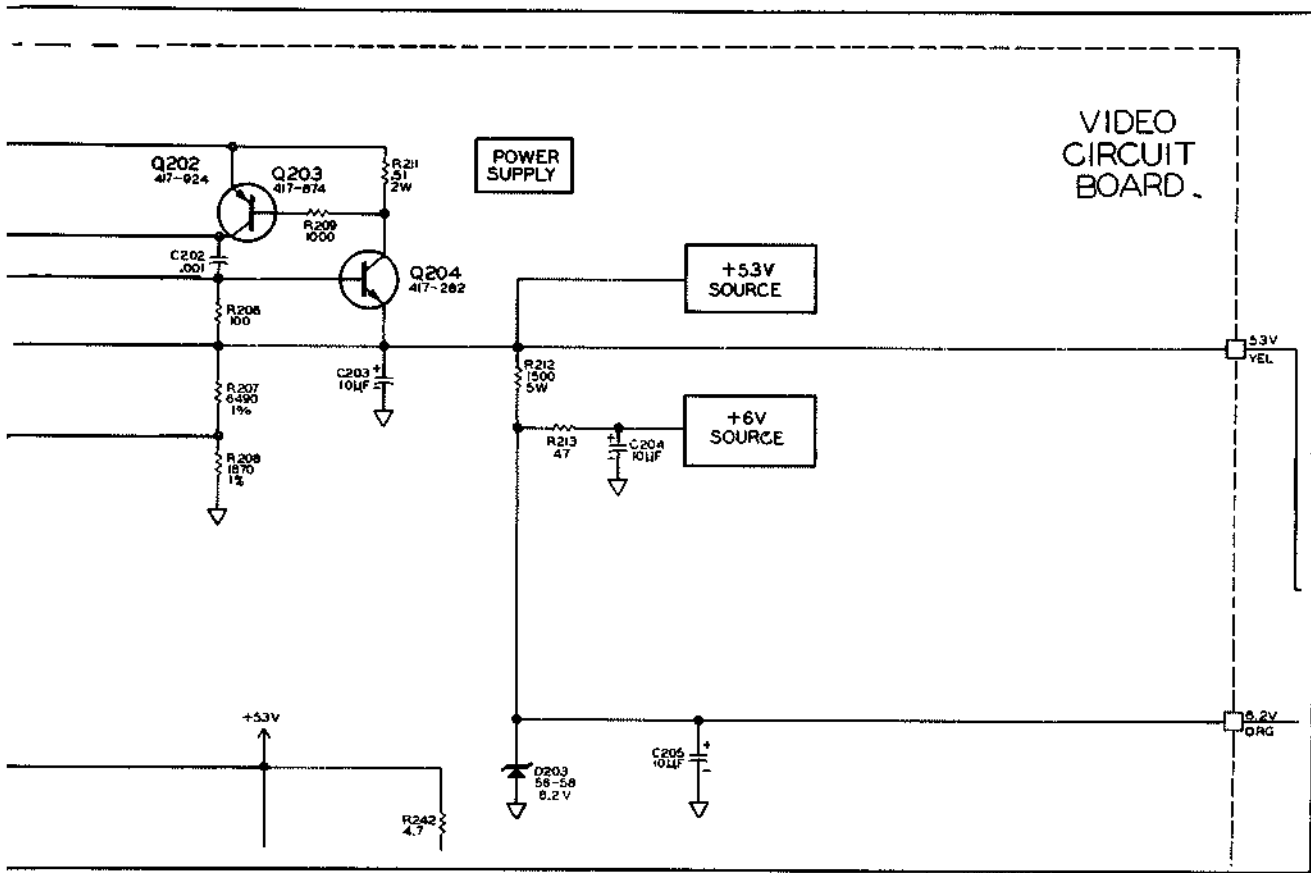 VIDEO
CIRCUIT
BOARD
POWER
SUPPLY
Q202
417-924
Q203
417-874
R211
.51
2W
R209
1000
C202
.001
Q204
417-282
+53V
SOURCE
R206
100
53V
YEL
C203
10µF
R212
1500
5W
R207
6490
1%
+6V
SOURCE
R213
47
C204
10µF
R208
1870
1%
+53V
8.2V
ORG
C205
10µF
D203
56-58
8.2V
R242
4.7